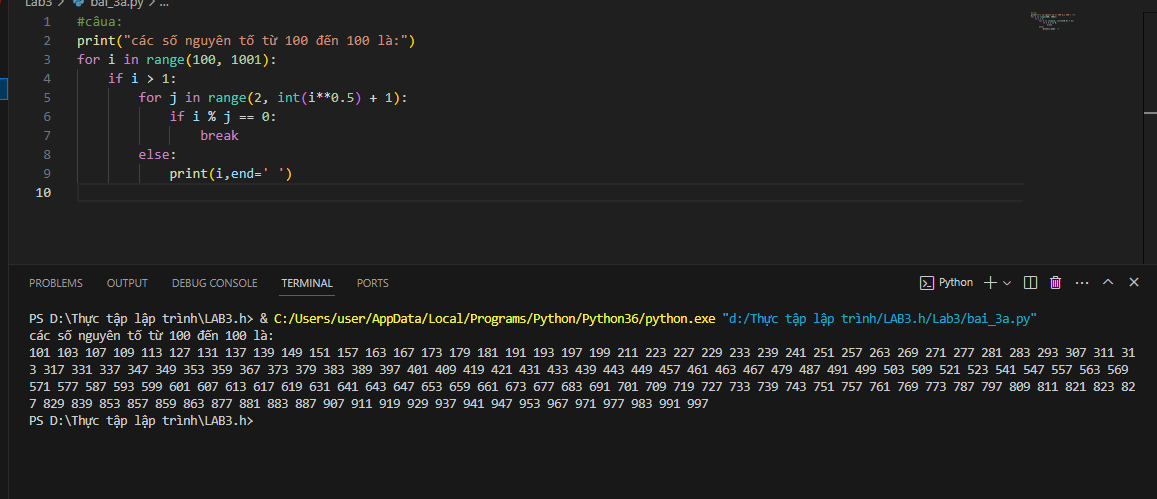 Lab3 > bai_3a.py > ...
1 #câua:
2 print("các số nguyên tố từ 100 đến 100 là:")
3 for i in range(100, 1001):
4 if i > 1:
5 for j in range(2, int(i**0.5) + 1):
6 if i % j == 0:
7 break
8 else:
9 print(i,end=' ')
10
PROBLEMS OUTPUT DEBUG CONSOLE TERMINAL PORTS Python
PS D:\Thực tập lập trình\LAB3.h> & C:/Users/user/AppData/Local/Programs/Python/Python36/python.exe "d:/Thực tập lập trình/LAB3.h/Lab3/bai_3a.py"
các số nguyên tố từ 100 đến 100 là:
101 103 107 109 113 127 131 137 139 149 151 157 163 167 173 179 181 191 193 197 199 211 223 227 229 233 239 241 251 257 263 269 271 277 281 283 293 307 311 31
3 317 331 337 347 349 353 359 367 373 379 383 389 397 401 409 419 421 431 433 439 443 449 457 461 463 467 479 487 491 499 503 509 521 523 541 547 557 563 569
571 577 587 593 599 601 607 613 617 619 631 641 643 647 653 659 661 673 677 683 691 701 709 719 727 733 739 743 751 757 761 769 773 787 797 809 811 821 823 82
7 829 839 853 857 859 863 877 881 883 887 907 911 919 929 937 941 947 953 967 971 977 983 991 997
PS D:\Thực tập lập trình\LAB3.h>